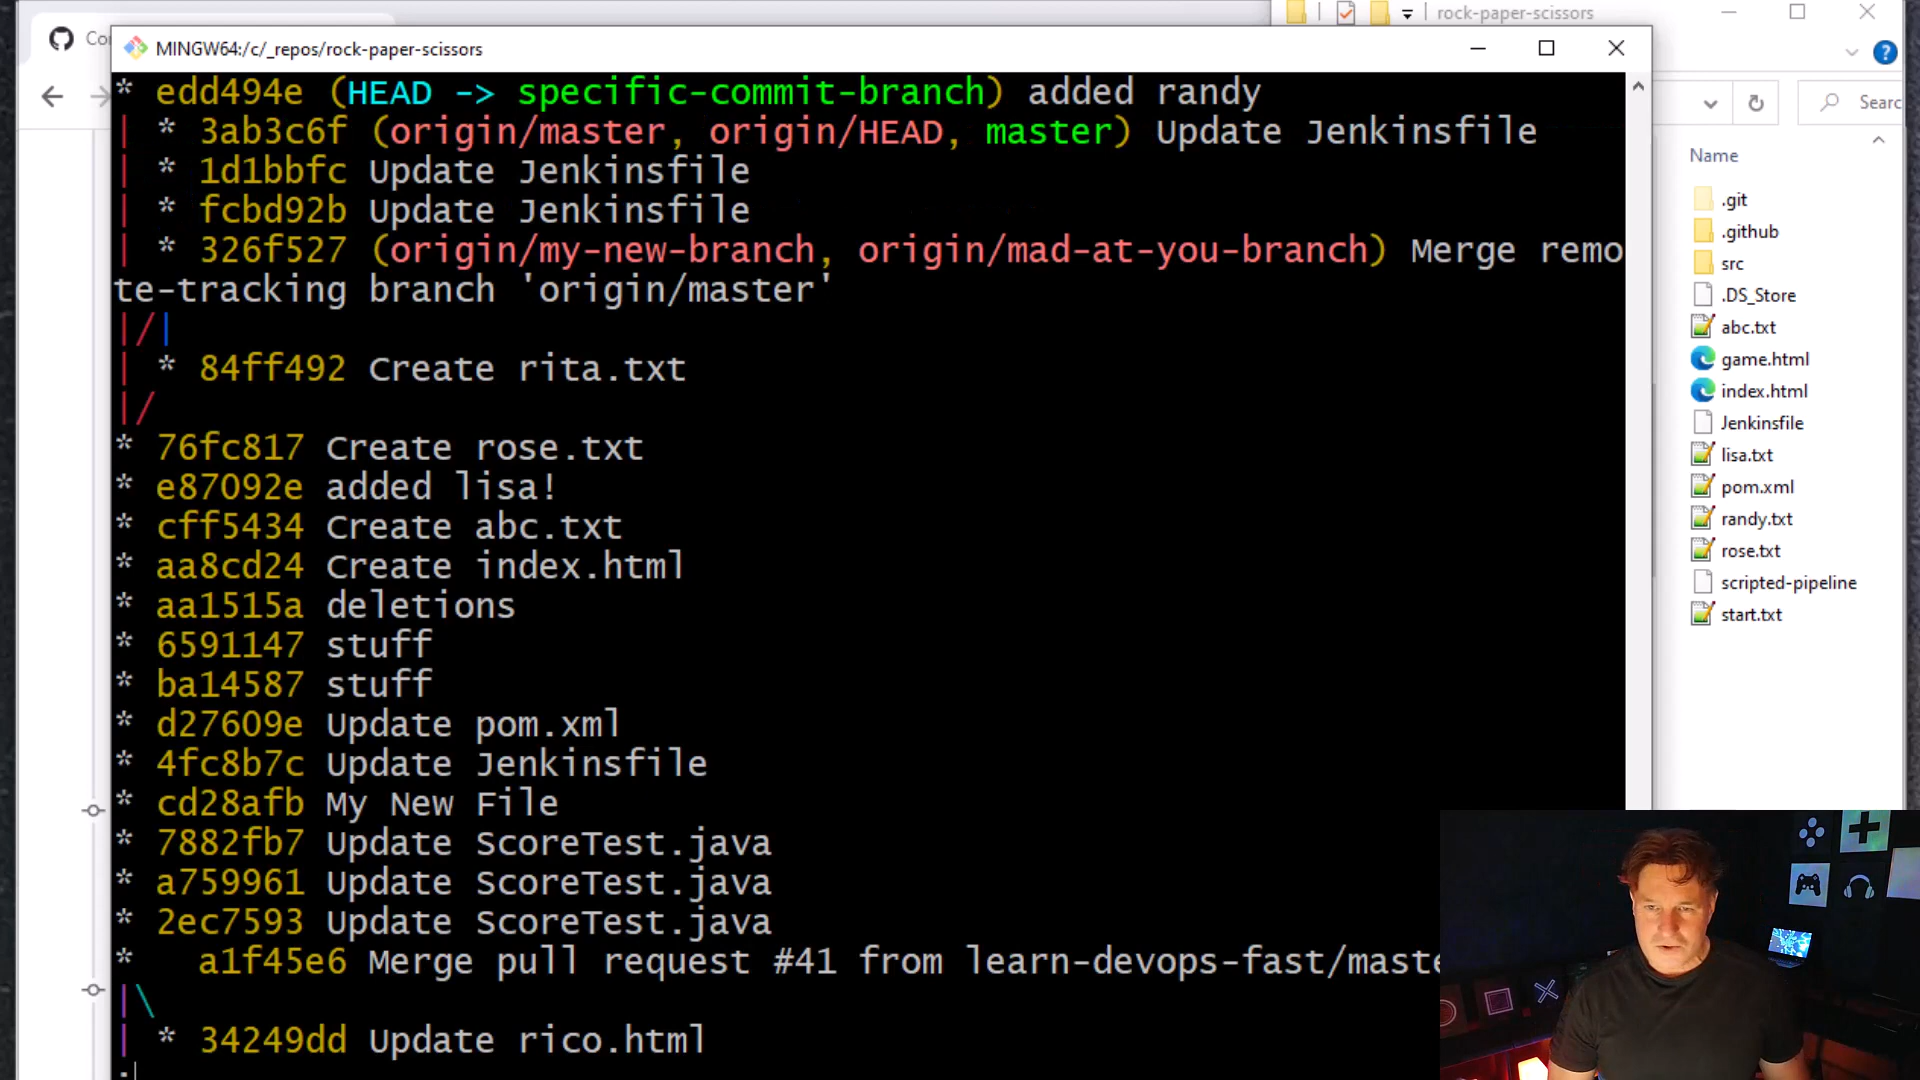 Co
rock-paper-scissors
MINGW64:/c/_repos/rock-paper-scissors
* edd494e (HEAD -> specific-commit-branch) added randy
| * 3ab3c6f (origin/master, origin/HEAD, master) Update Jenkinsfile
| * 1d1bbfc Update Jenkinsfile
| * fcbd92b Update Jenkinsfile
| * 326f527 (origin/my-new-branch, origin/mad-at-you-branch) Merge remo
te-tracking branch 'origin/master'
|/|
| * 84ff492 Create rita.txt
|/
* 76fc817 Create rose.txt
* e87092e added lisa!
* cff5434 Create abc.txt
* aa8cd24 Create index.html
* aa1515a deletions
* 6591147 stuff
* ba14587 stuff
* d27609e Update pom.xml
* 4fc8b7c Update Jenkinsfile
* cd28afb My New File
* 7882fb7 Update ScoreTest.java
* a759961 Update ScoreTest.java
* 2ec7593 Update ScoreTest.java
*   a1f45e6 Merge pull request #41 from learn-devops-fast/maste
|\
| * 34249dd Update rico.html
:
Searc
Name
.git
.github
src
.DS_Store
abc.txt
game.html
index.html
Jenkinsfile
lisa.txt
pom.xml
randy.txt
rose.txt
scripted-pipeline
start.txt